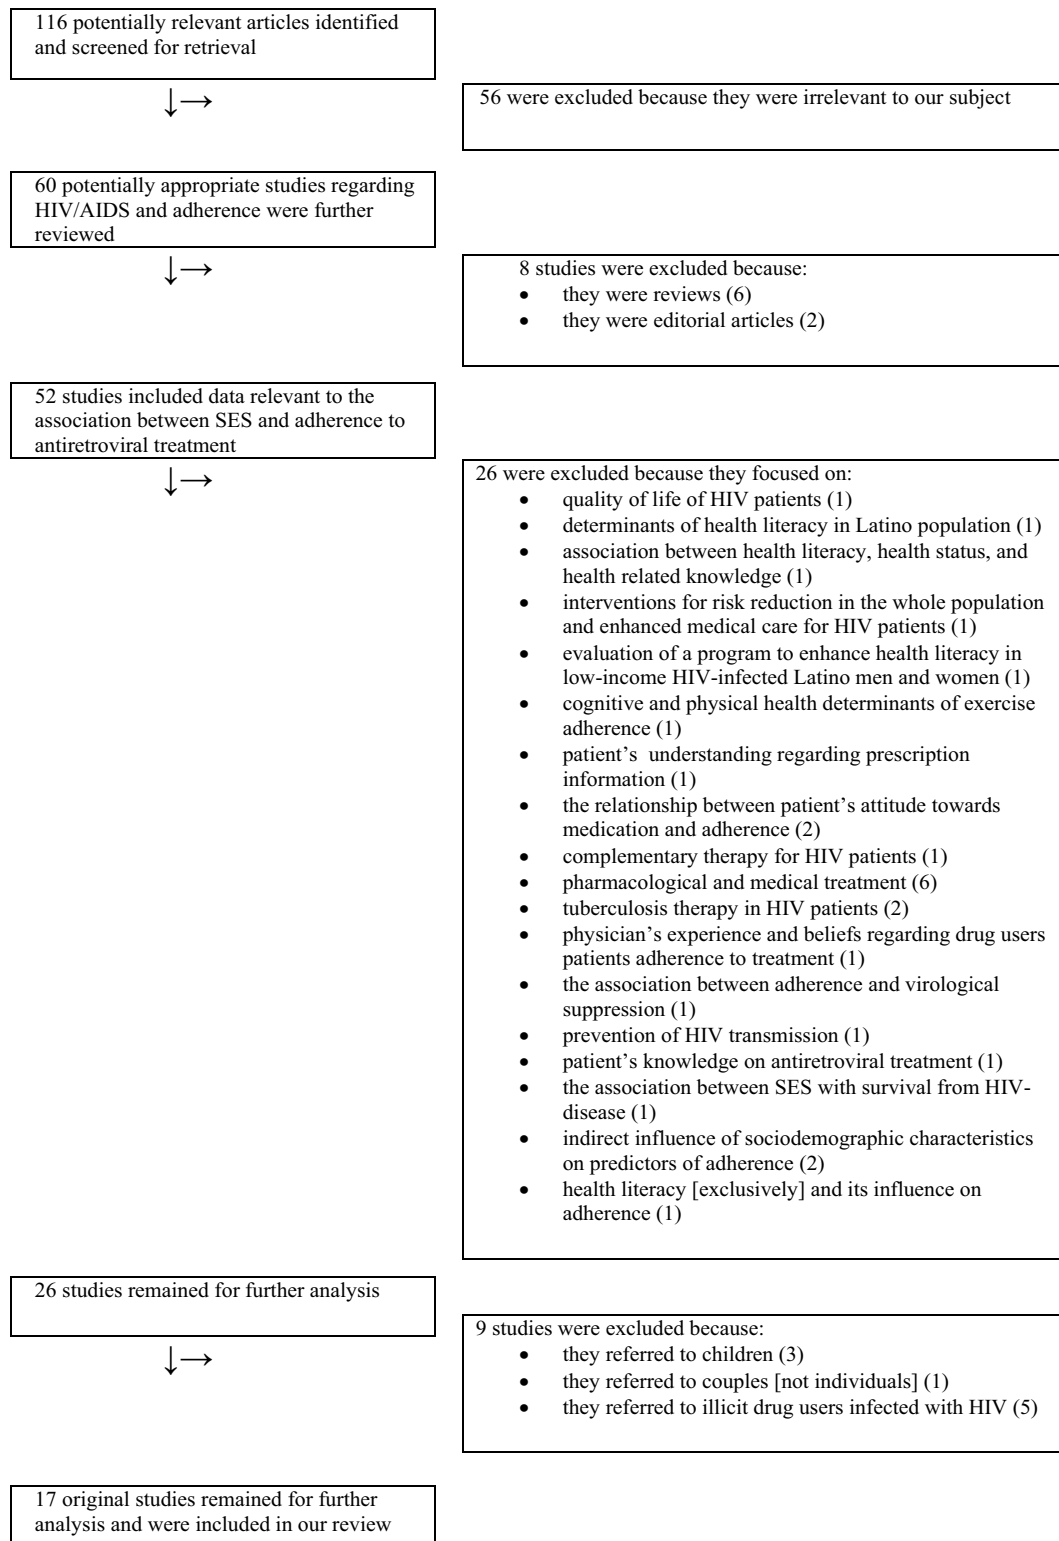 116 potentially relevant articles identified
and screened for retrieval
↓→
56 were excluded because they were irrelevant to our subject
60 potentially appropriate studies regarding
HIV/AIDS and adherence were further
reviewed
↓→
8 studies were excluded because:
• they were reviews (6)
• they were editorial articles (2)
52 studies included data relevant to the
association between SES and adherence to
antiretroviral treatment
↓→
26 were excluded because they focused on:
• quality of life of HIV patients (1)
• determinants of health literacy in Latino population (1)
• association between health literacy, health status, and
health related knowledge (1)
• interventions for risk reduction in the whole population
and enhanced medical care for HIV patients (1)
• evaluation of a program to enhance health literacy in
low-income HIV-infected Latino men and women (1)
• cognitive and physical health determinants of exercise
adherence (1)
• patient's understanding regarding prescription
information (1)
• the relationship between patient's attitude towards
medication and adherence (2)
• complementary therapy for HIV patients (1)
• pharmacological and medical treatment (6)
• tuberculosis therapy in HIV patients (2)
• physician's experience and beliefs regarding drug users
patients adherence to treatment (1)
• the association between adherence and virological
suppression (1)
• prevention of HIV transmission (1)
• patient's knowledge on antiretroviral treatment (1)
• the association between SES with survival from HIV-
disease (1)
• indirect influence of sociodemographic characteristics
on predictors of adherence (2)
• health literacy [exclusively] and its influence on
adherence (1)
26 studies remained for further analysis
↓→
9 studies were excluded because:
• they referred to children (3)
• they referred to couples [not individuals] (1)
• they referred to illicit drug users infected with HIV (5)
17 original studies remained for further
analysis and were included in our review